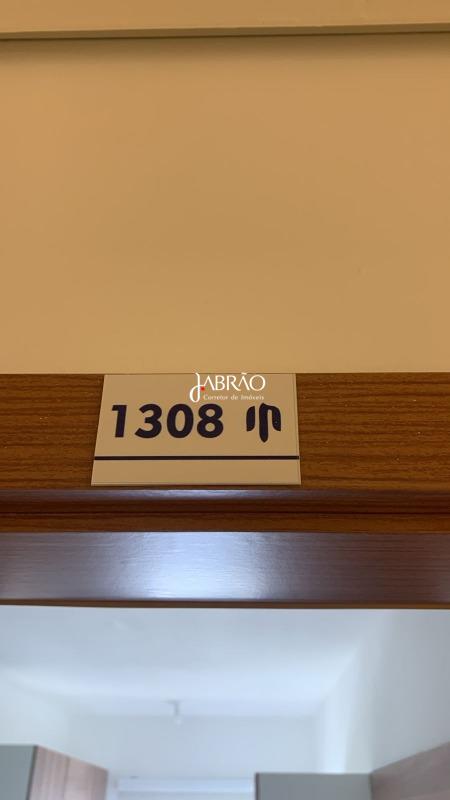 JABRÃO
Corretor de Imóveis
1308